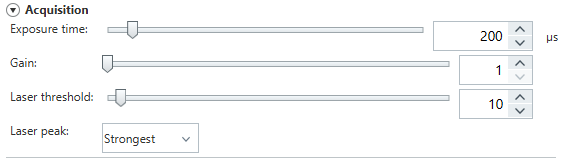 Acquisition
Exposure time: 200 µs
Gain: 1
Laser threshold: 10
Laser peak: Strongest